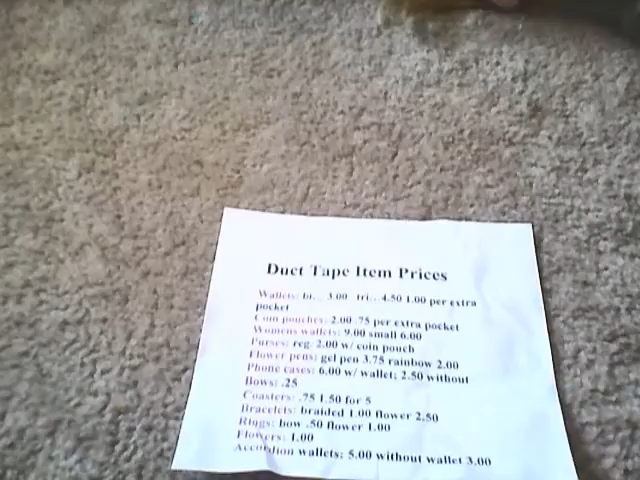 Duct Tape Item Prices
Wallets: bi... 3.00 tri...4.50 1.00 per extra
pocket
Coin pouches: 2.00 .75 per extra pocket
Womens wallets: 9.00 small 6.00
Purses: reg. 2.00 w/ coin pouch
Flower pens: gel pen 3.75 rainbow 2.00
Phone cases: 6.00 w/ wallet; 2.50 without
Bows: .25
Coasters: .75 1.50 for 5
Bracelets: braided 1.00 flower 2.50
Rings: bow .50 flower 1.00
Flowers: 1.00
Accordion wallets: 5.00 without wallet 3.00